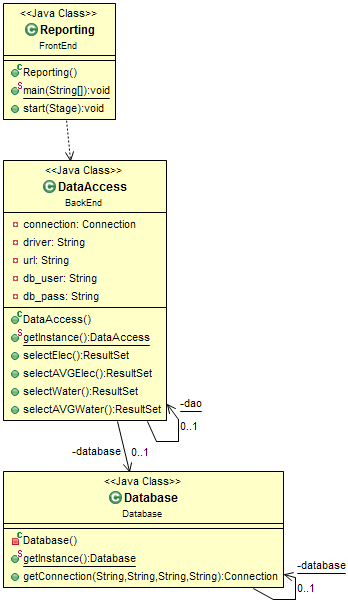 <<Java Class>>
C Reporting
FrontEnd
C Reporting()
S main(String[]):void
start(Stage):void
<<Java Class>>
C DataAccess
BackEnd
connection: Connection
driver: String
url: String
db_user: String
db_pass: String
C DataAccess()
S getInstance():DataAccess
selectElec():ResultSet
selectAVGElec():ResultSet
selectWater():ResultSet
selectAVGWater():ResultSet
-dao
0..1
-database
0..1
<<Java Class>>
C Database
Database
C Database()
S getInstance():Database
getConnection(String,String,String,String):Connection
-database
0..1